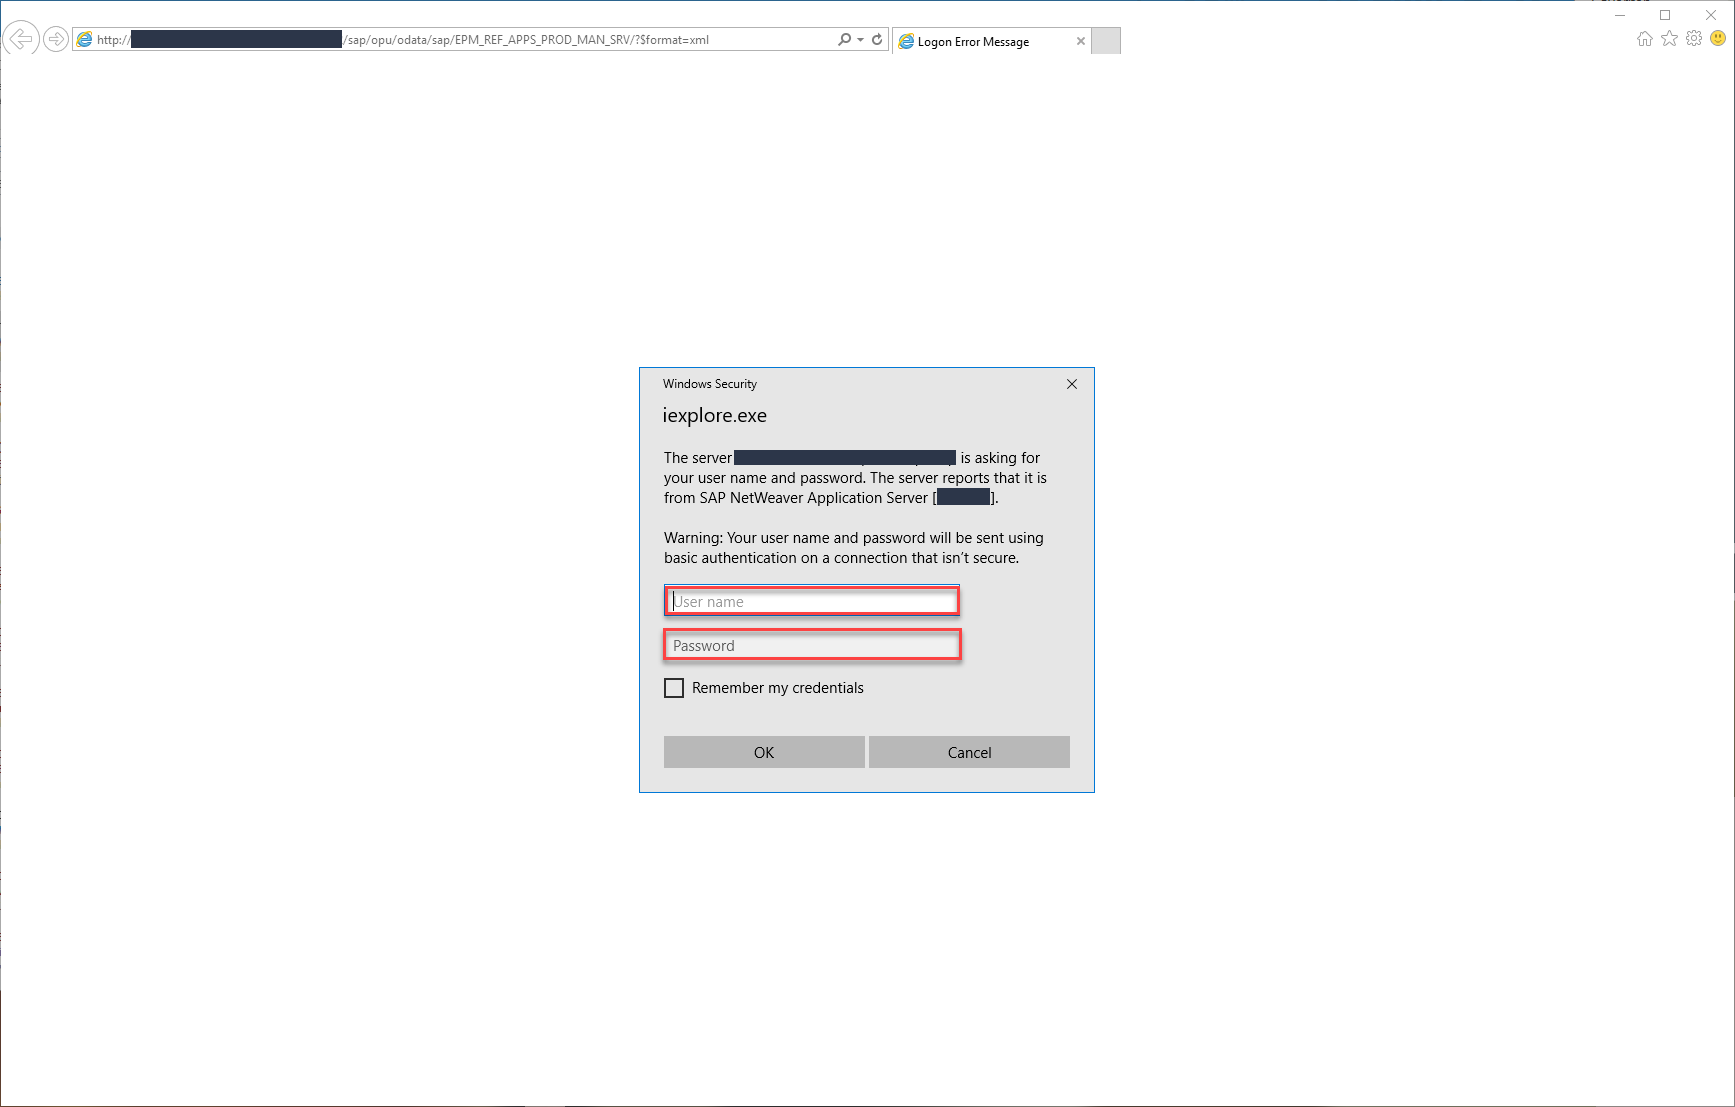 http:// /sap/opu/odata/sap/EPM_REF_APPS_PROD_MAN_SRV/?$format=xml
Logon Error Message
Windows Security
iexplore.exe
The server is asking for
your user name and password. The server reports that it is
from SAP NetWeaver Application Server [ ].
Warning: Your user name and password will be sent using
basic authentication on a connection that isn't secure.
User name
Password
Remember my credentials
OK
Cancel